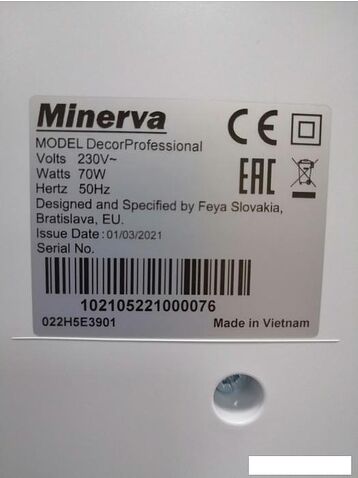 Minerva
MODEL DecorProfessional
Volts 230V~
Watts 70W
Hertz 50Hz
Designed and Specified by Feya Slovakia,
Bratislava, EU.
Issue Date: 01/03/2021
Serial No.
102105221000076
022H5E3901
Made in Vietnam
CE
EAC